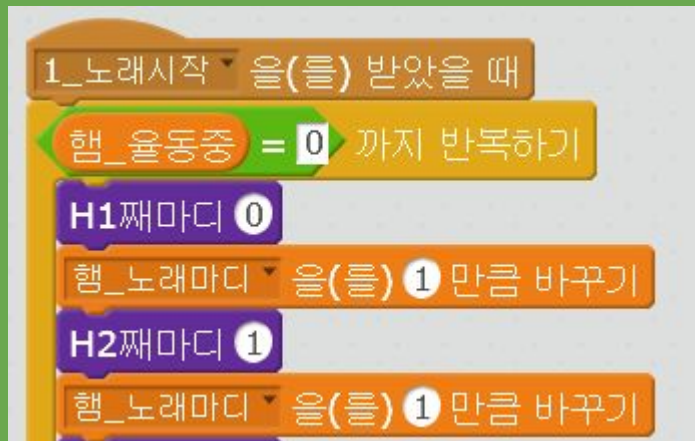 1_노래시작 을(를) 받았을 때
햄_율동중 = 0 까지 반복하기
H1째마디 0
햄_노래마디 을(를) 1 만큼 바꾸기
H2째마디 1
햄_노래마디 을(를) 1 만큼 바꾸기